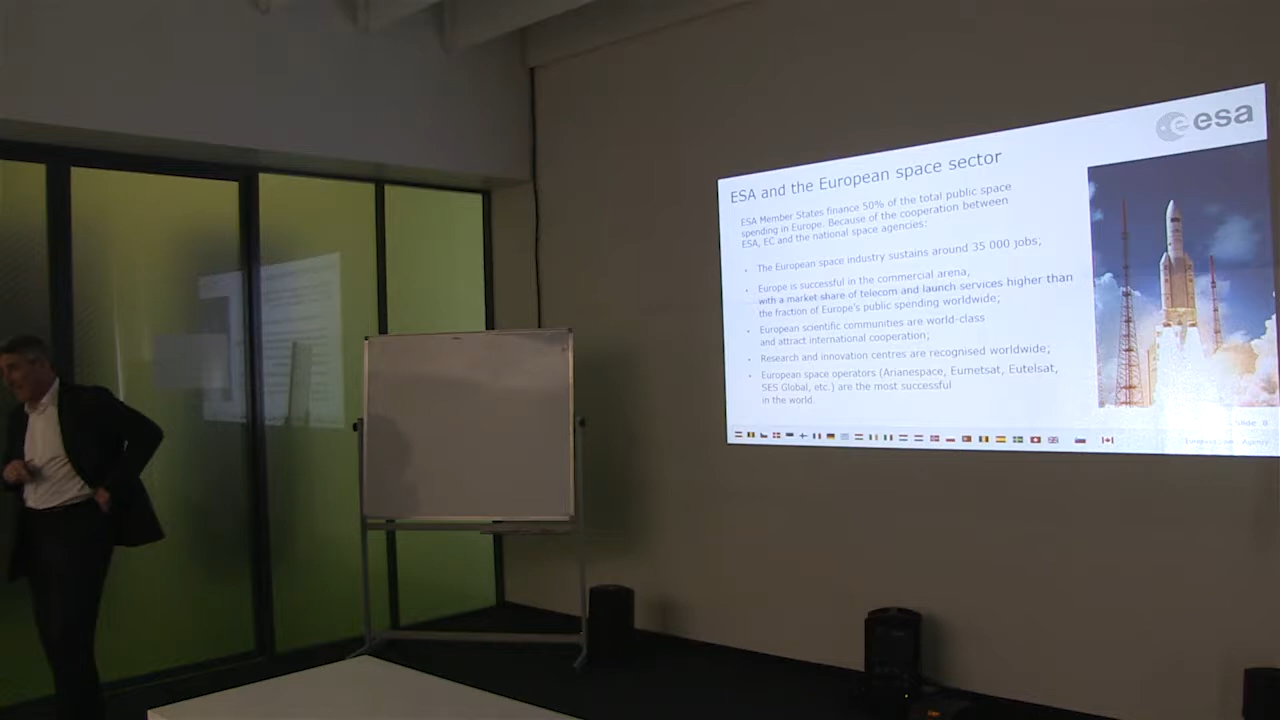 esa
ESA and the European space sector
ESA Member States finance 50% of the total public space
spending in Europe. Because of the cooperation between
ESA, EC and the national space agencies:
• The European space industry sustains around 35 000 jobs;
• Europe is successful in the commercial arena,
with a market share of telecom and launch services higher than
the fraction of Europe's public spending worldwide;
• European scientific communities are world-class
and attract international cooperation;
• Research and innovation centres are recognised worldwide;
• European space operators (Arianespace, Eumetsat, Eutelsat,
SES Global, etc.) are the most successful
in the world.
Slide 8
Agency